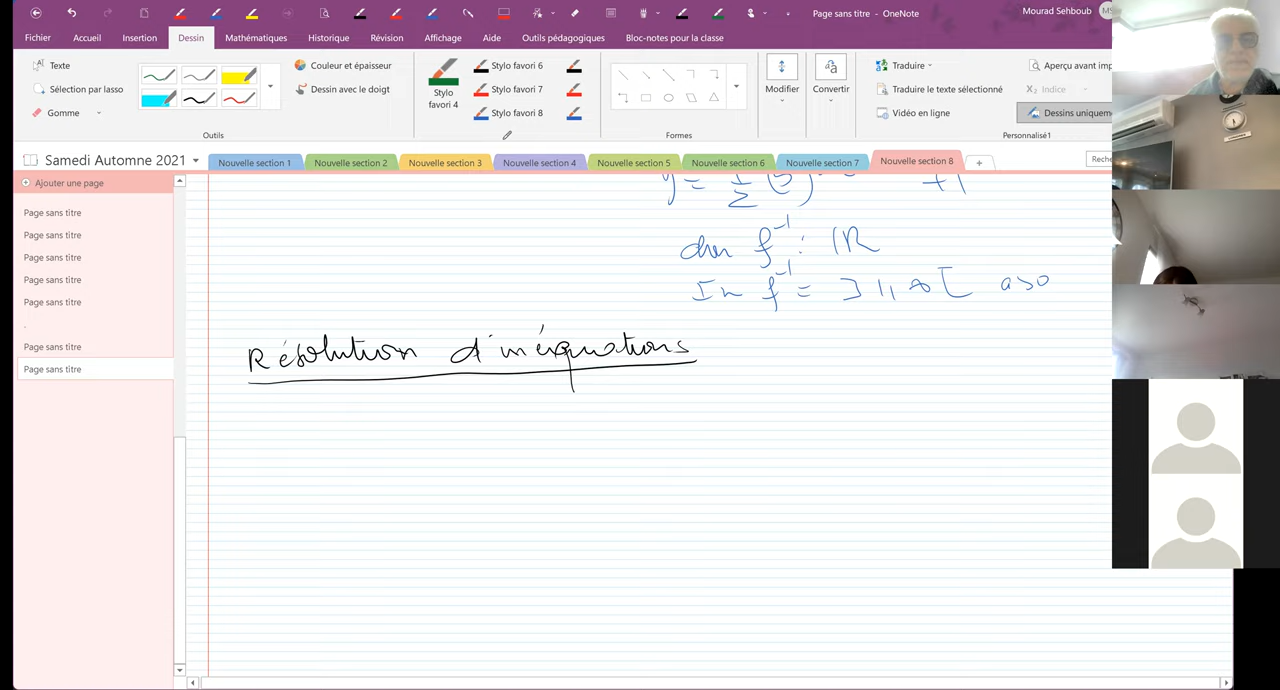 Page sans titre - OneNote
Mourad Sehboub
MS
Fichier Accueil Insertion Dessin Mathématiques Historique Révision Affichage Aide Outils pédagogiques Bloc-notes pour la classe
Texte
Sélection par lasso
Gomme
Outils
Couleur et épaisseur
Dessin avec le doigt
Stylo favori 4
Stylo favori 6
Stylo favori 7
Stylo favori 8
Formes
Modifier
Convertir
Traduire
Traduire le texte sélectionné
Vidéo en ligne
Aperçu avant imp
X₂ Indice
Dessins uniqueme
Personnalisé1
Samedi Automne 2021
Nouvelle section 1 Nouvelle section 2 Nouvelle section 3 Nouvelle section 4 Nouvelle section 5 Nouvelle section 6 Nouvelle section 7 Nouvelle section 8 +
Reche
Ajouter une page
Page sans titre
Page sans titre
Page sans titre
Page sans titre
Page sans titre
.
Page sans titre
Page sans titre
f⁻¹ : IR
f⁻¹ =
Résolution d'inéquations